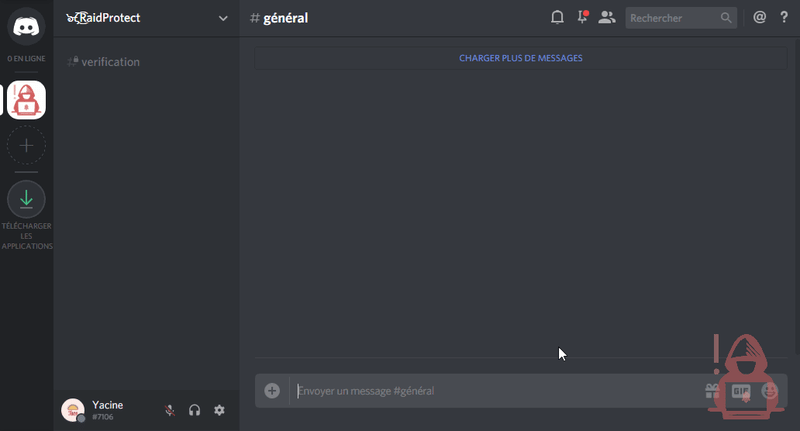 RaidProtect
# général
Rechercher
@
?
0 EN LIGNE
verification
CHARGER PLUS DE MESSAGES
TÉLÉCHARGER
LES
APPLICATIONS
Envoyer un message #général
GIF
Yacine
#7106